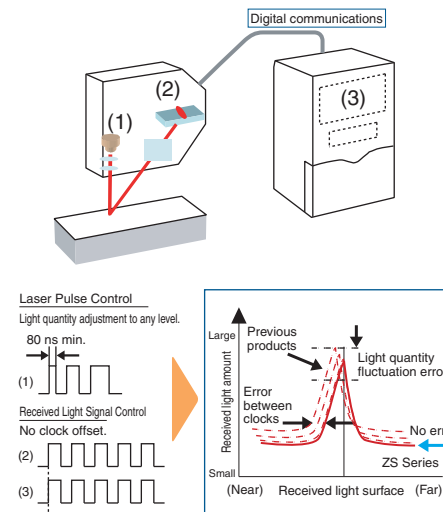 Digital communications
(1)
(2)
(3)
Laser Pulse Control
Light quantity adjustment to any level.
80 ns min.
(1)
Received Light Signal Control
No clock offset.
(2)
(3)
Large
Received light amount
Small
Previous
products
Light quantity
fluctuation error
Error
between
clocks
No err
ZS Series
(Near)
Received light surface
(Far)